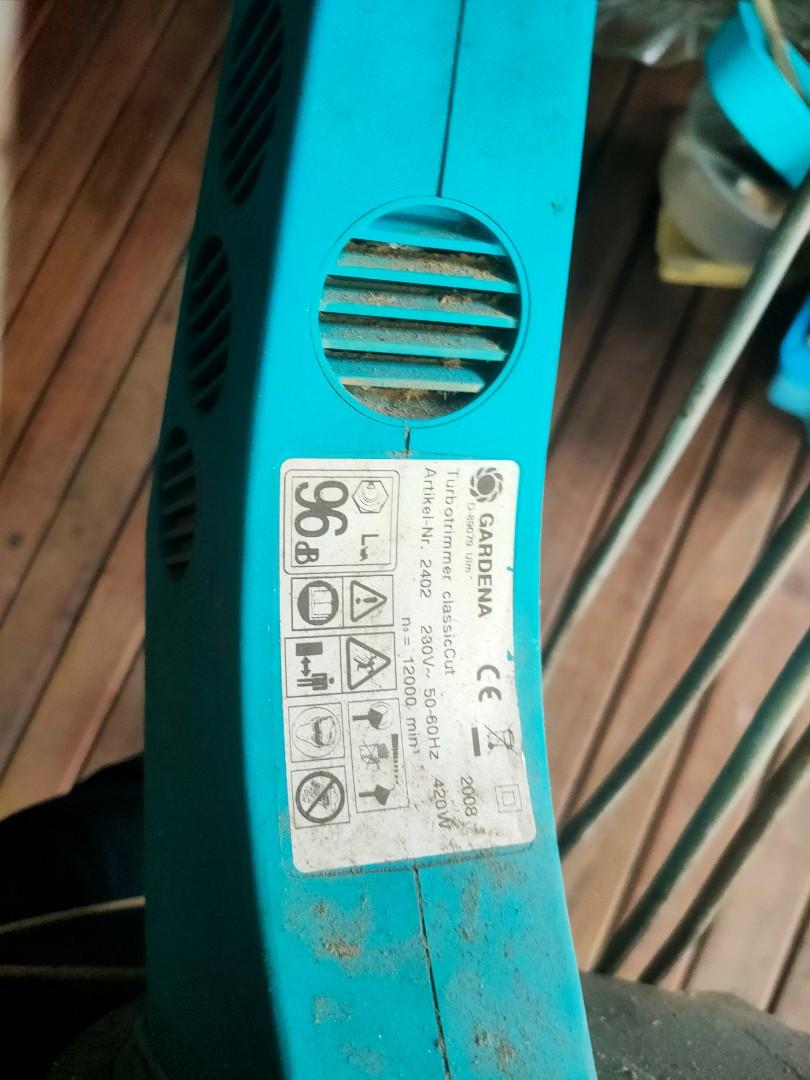 GARDENA
D-89079 Ulm
CE
2008
Turbotrimmer classicCut
Artikel-Nr. 2402 230V~ 50-60Hz 420W
n₀ = 12000 min⁻¹
LWA
96 dB